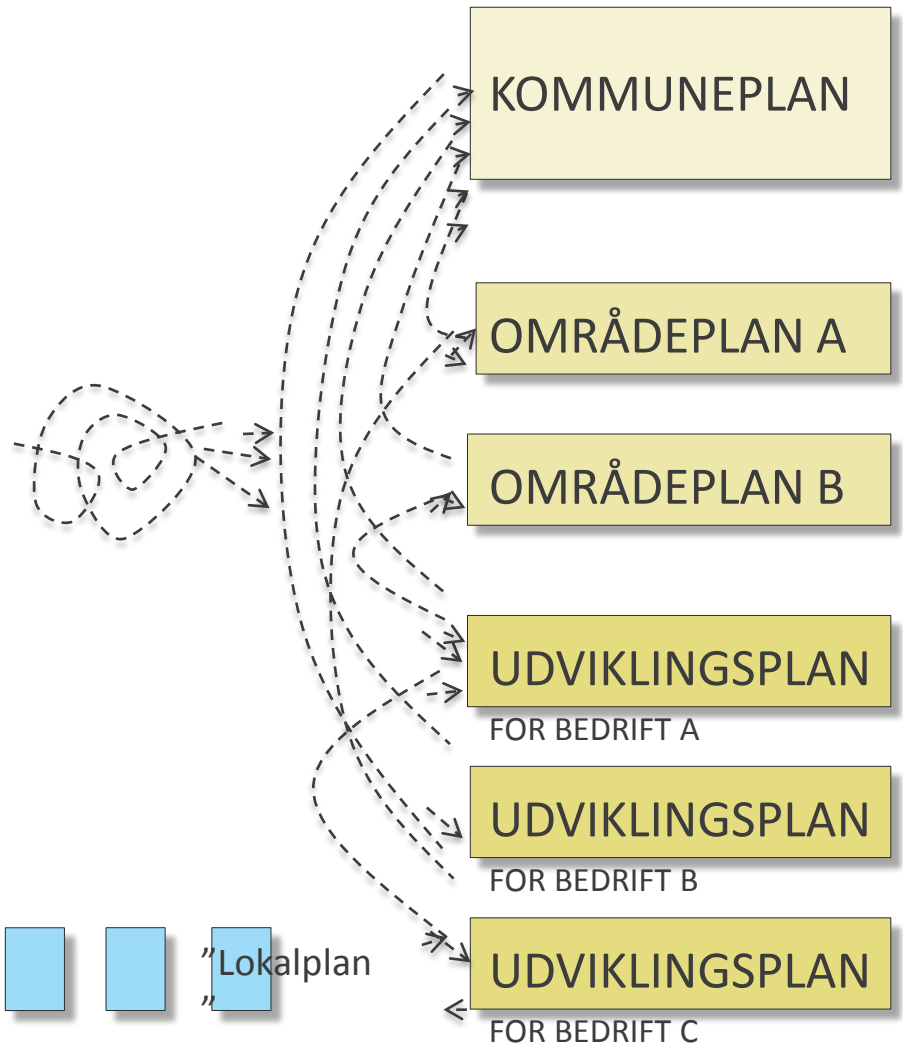 KOMMUNEPLAN
OMRÅDEPLAN A
OMRÅDEPLAN B
UDVIKLINGSPLAN
FOR BEDRIFT A
UDVIKLINGSPLAN
FOR BEDRIFT B
UDVIKLINGSPLAN
FOR BEDRIFT C
”Lokalplan
”